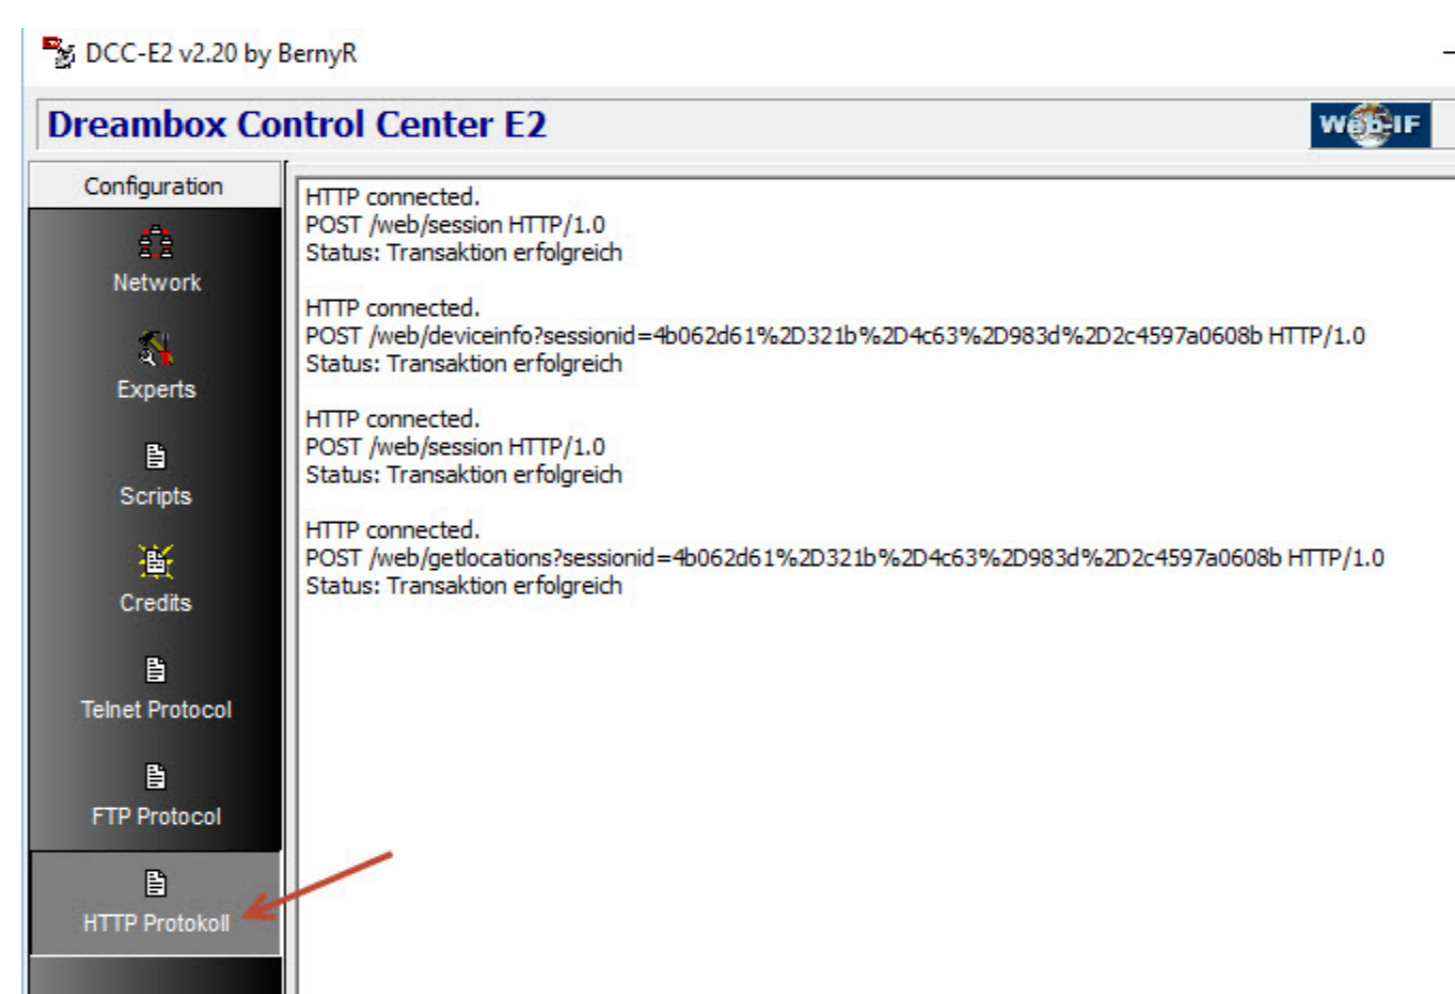 DCC-E2 v2.20 by BernyR
Dreambox Control Center E2
Web-IF
Configuration
Network
Experts
Scripts
Credits
Telnet Protocol
FTP Protocol
HTTP Protokoll
HTTP connected.
POST /web/session HTTP/1.0
Status: Transaktion erfolgreich
HTTP connected.
POST /web/deviceinfo?sessionid=4b062d61%2D321b%2D4c63%2D983d%2D2c4597a0608b HTTP/1.0
Status: Transaktion erfolgreich
HTTP connected.
POST /web/session HTTP/1.0
Status: Transaktion erfolgreich
HTTP connected.
POST /web/getlocations?sessionid=4b062d61%2D321b%2D4c63%2D983d%2D2c4597a0608b HTTP/1.0
Status: Transaktion erfolgreich